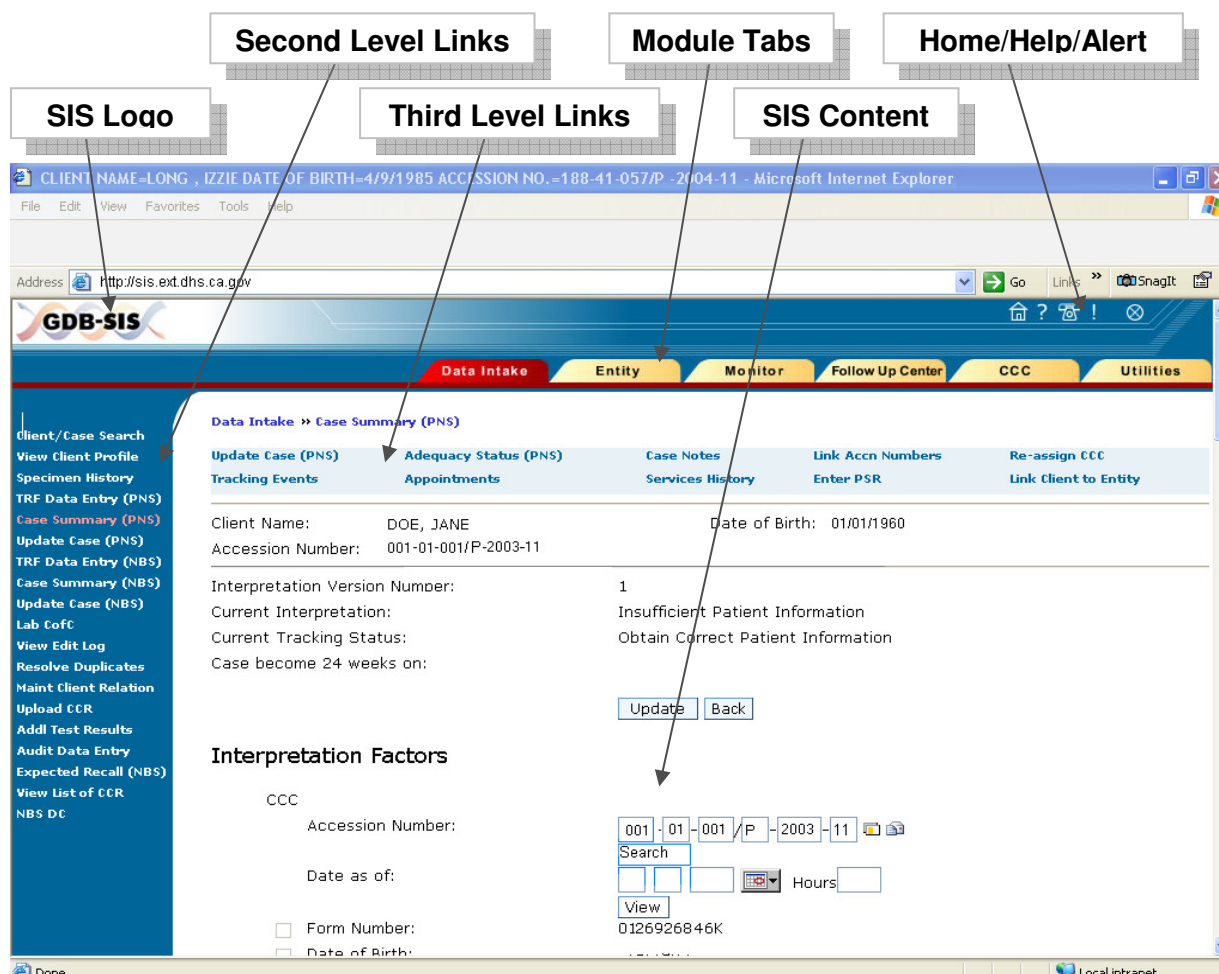 Second Level Links
Module Tabs
Home/Help/Alert
SIS Logo
Third Level Links
SIS Content
CLIENT NAME=LONG , IZZIE DATE OF BIRTH=4/9/1985 ACCESSION NO.=188-41-057/P -2004-11 - Microsoft Internet Explorer
File Edit View Favorites Tools Help
Address http://sis.ext.dhs.ca.gov Go Links » SnagIt
GDB-SIS ? !
Data Intake Entity Monitor Follow Up Center CCC Utilities
Client/Case Search
View Client Profile
Specimen History
TRF Data Entry (PNS)
Case Summary (PNS)
Update Case (PNS)
TRF Data Entry (NBS)
Case Summary (NBS)
Update Case (NBS)
Lab CofC
View Edit Log
Resolve Duplicates
Maint Client Relation
Upload CCR
Addl Test Results
Audit Data Entry
Expected Recall (NBS)
View List of CCR
NBS DC
Data Intake » Case Summary (PNS)
Update Case (PNS) Adequacy Status (PNS) Case Notes Link Accn Numbers Re-assign CCC
Tracking Events Appointments Services History Enter PSR Link Client to Entity
Client Name: DOE, JANE Date of Birth: 01/01/1960
Accession Number: 001-01-001/P-2003-11
Interpretation Version Number: 1
Current Interpretation: Insufficient Patient Information
Current Tracking Status: Obtain Correct Patient Information
Case become 24 weeks on:
Update Back
Interpretation Factors
CCC
Accession Number: 001 - 01 - 001 / P - 2003 - 11
Search
Date as of: Hours
View
Form Number: 0126926846K
Date of Birth:
Done Local intranet